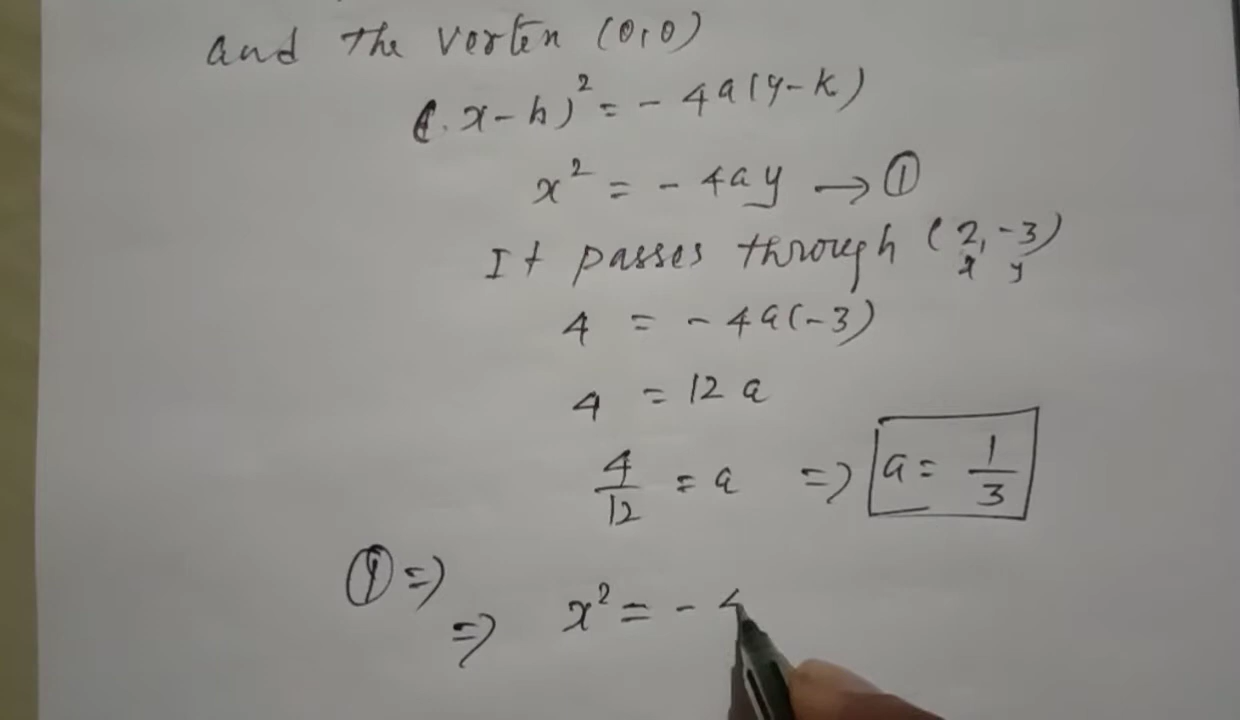 and the vertex (0,0)
(x-h)² = -4a(y-k)
x² = -4ay → ①
It passes through (2, -3)
x y
4 = -4a(-3)
4 = 12a
4/12 = a => a = 1/3
① =>
=> x² = - 4